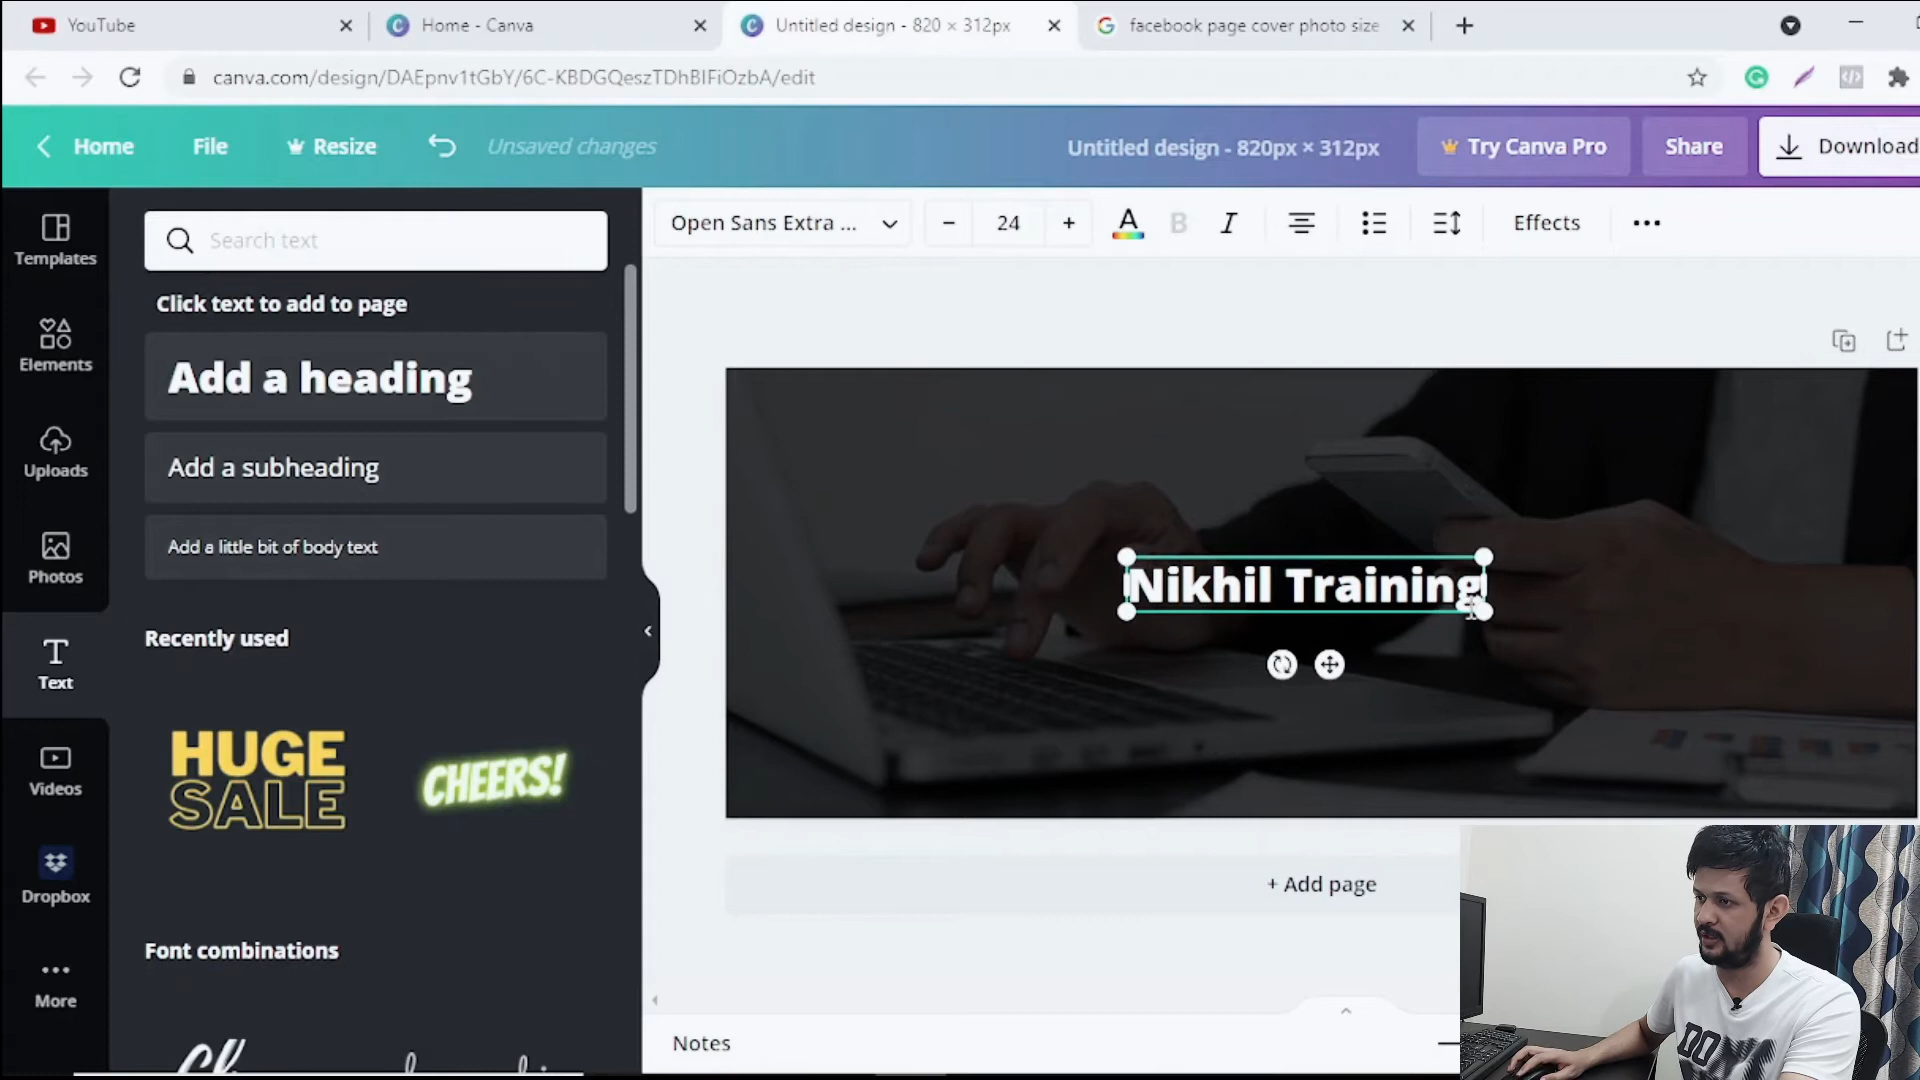 YouTube
Home - Canva
Untitled design - 820 × 312px
facebook page cover photo size
canva.com/design/DAEpnv1tGbY/6C-KBDGQeszTDhBIFiOzbA/edit
Home
File
Resize
Unsaved changes
Untitled design - 820px × 312px
Try Canva Pro
Share
Download
Templates
Elements
Uploads
Photos
Text
Videos
Dropbox
More
Search text
Click text to add to page
Add a heading
Add a subheading
Add a little bit of body text
Recently used
HUGE
SALE
CHEERS!
Font combinations
Open Sans Extra ...
24
A
B
I
Effects
Nikhil Training
+ Add page
Notes